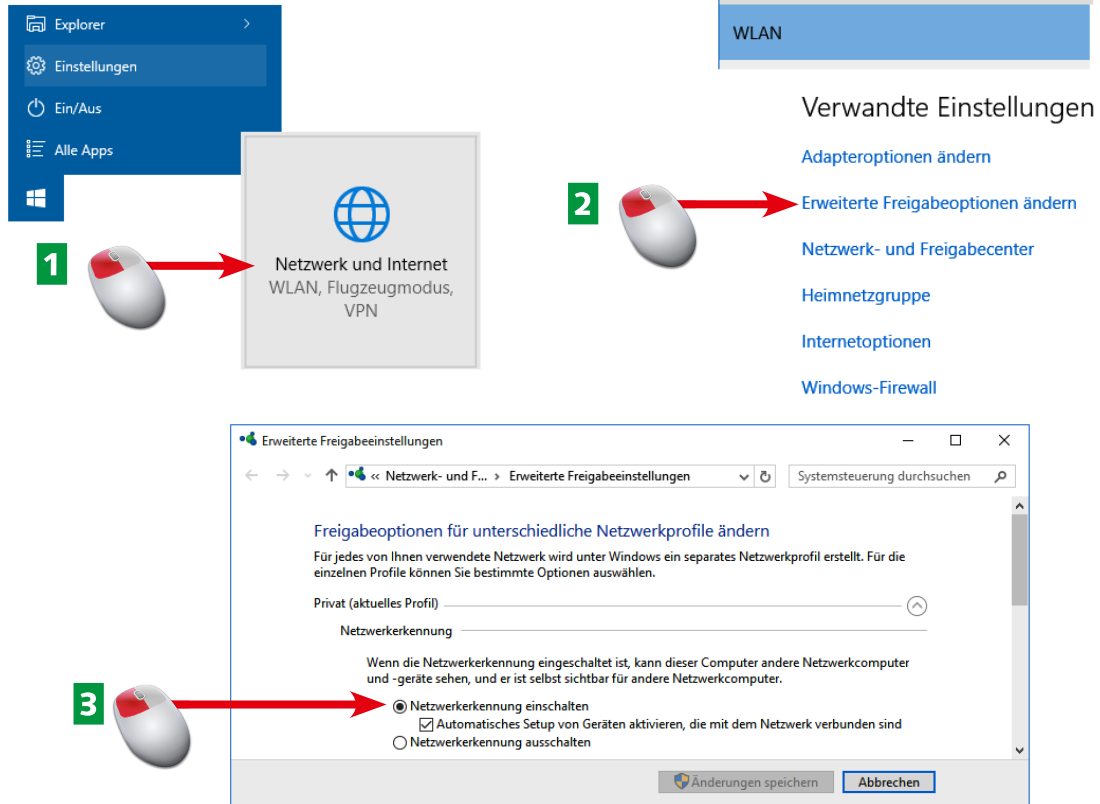 Explorer
Einstellungen
Ein/Aus
Alle Apps
1
Netzwerk und Internet
WLAN, Flugzeugmodus,
VPN
WLAN
Verwandte Einstellungen
Adapteroptionen ändern
2
Erweiterte Freigabeoptionen ändern
Netzwerk- und Freigabecenter
Heimnetzgruppe
Internetoptionen
Windows-Firewall
Erweiterte Freigabeeinstellungen
« Netzwerk- und F... › Erweiterte Freigabeeinstellungen
Systemsteuerung durchsuchen
Freigabeoptionen für unterschiedliche Netzwerkprofile ändern
Für jedes von Ihnen verwendete Netzwerk wird unter Windows ein separates Netzwerkprofil erstellt. Für die
einzelnen Profile können Sie bestimmte Optionen auswählen.
Privat (aktuelles Profil)
Netzwerkerkennung
Wenn die Netzwerkerkennung eingeschaltet ist, kann dieser Computer andere Netzwerkcomputer
und -geräte sehen, und er ist selbst sichtbar für andere Netzwerkcomputer.
3
Netzwerkerkennung einschalten
Automatisches Setup von Geräten aktivieren, die mit dem Netzwerk verbunden sind
Netzwerkerkennung ausschalten
Änderungen speichern
Abbrechen